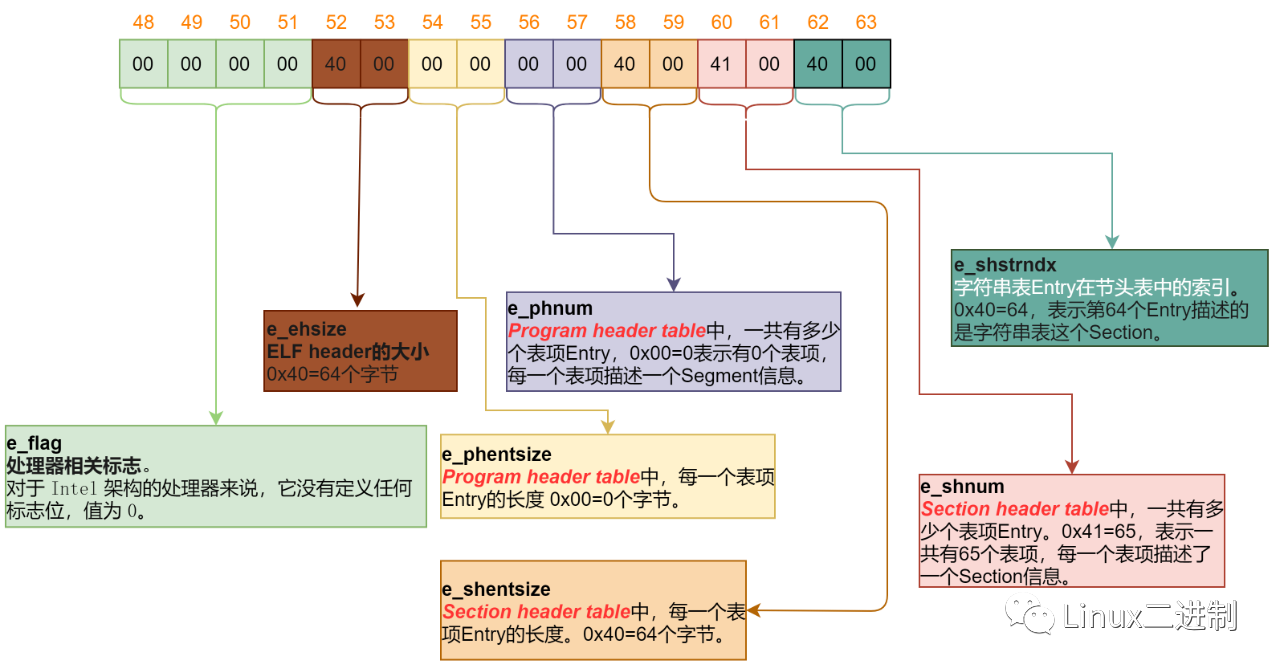 48 49 50 51 52 53 54 55 56 57 58 59 60 61 62 63
00 00 00 00 40 00 00 00 00 00 40 00 41 00 40 00
e_shstrndx
字符串表Entry在节头表中的索引。
0x40=64，表示第64个Entry描述的
是字符串表这个Section。
e_phnum
Program header table中，一共有多少
个表项Entry，0x00=0表示有0个表项，
每一个表项描述一个Segment信息。
e_ehsize
ELF header的大小
0x40=64个字节
e_flag
处理器相关标志。
对于 Intel 架构的处理器来说，它没有定义任何
标志位，值为 0。
e_phentsize
Program header table中，每一个表项
Entry的长度 0x00=0个字节。
e_shnum
Section header table中，一共有多
少个表项Entry。0x41=65，表示一
共有65个表项，每一个表项描述了
一个Section信息。
e_shentsize
Section header table中，每一个表
项Entry的长度。0x40=64个字节。
Linux二进制